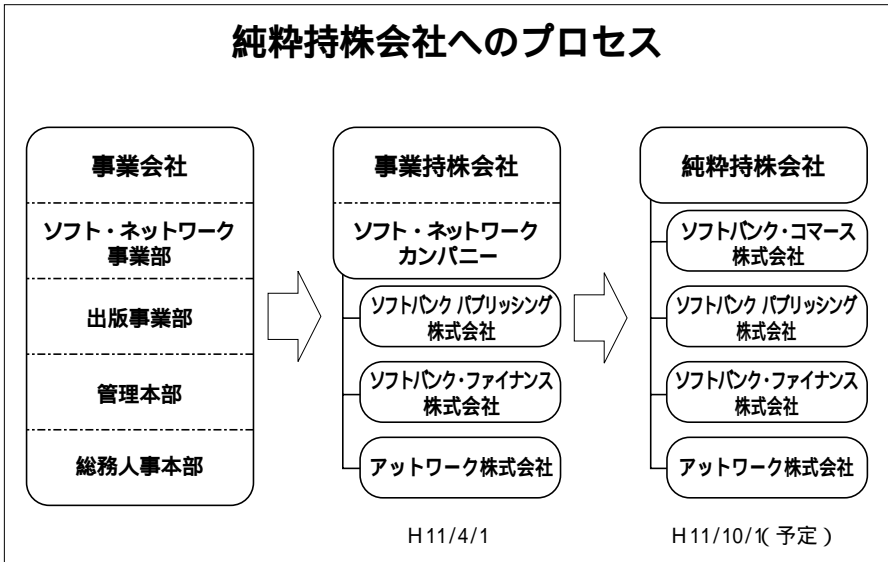 純粋持株会社へのプロセス
事業会社
ソフト・ネットワーク
事業部
出版事業部
管理本部
総務人事本部
事業持株会社
ソフト・ネットワーク
カンパニー
ソフトバンク パブリッシング
株式会社
ソフトバンク・ファイナンス
株式会社
アットワーク株式会社
H11/4/1
純粋持株会社
ソフトバンク・コマース
株式会社
ソフトバンク パブリッシング
株式会社
ソフトバンク・ファイナンス
株式会社
アットワーク株式会社
H11/10/1(予定)